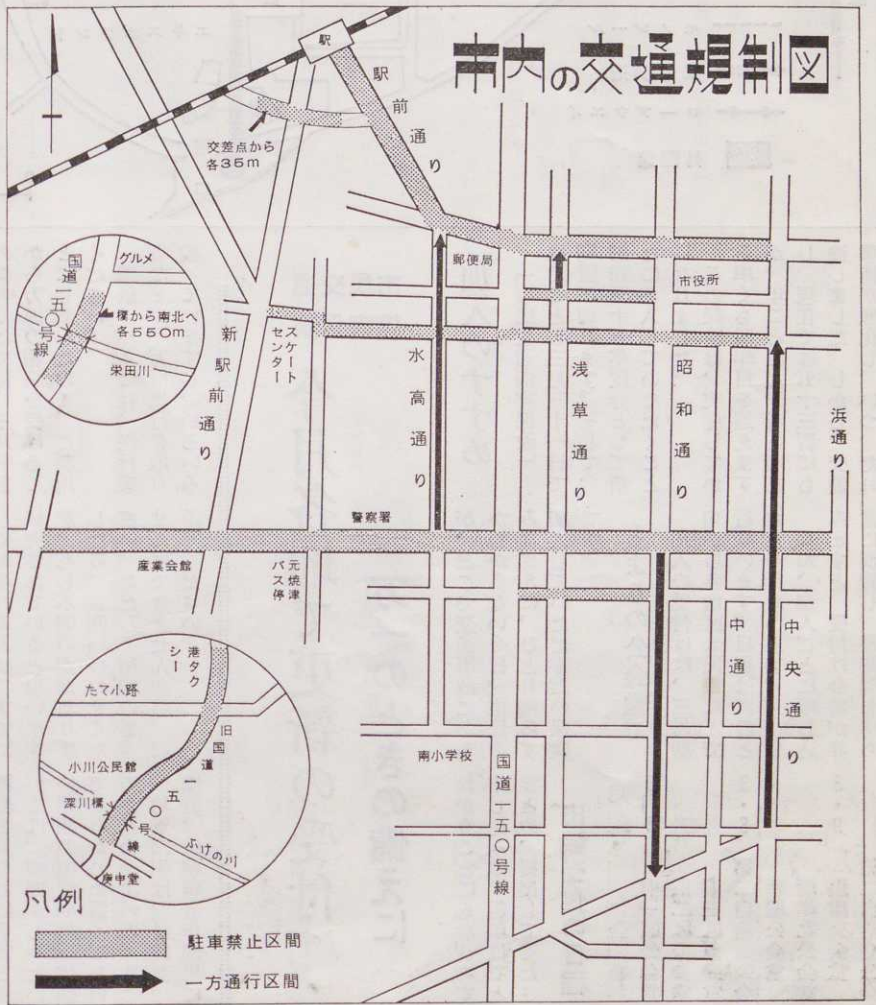 市内の交通規制図
駅
駅前通り
交差点から
各35m
国道一五〇号線
グルメ
橋から南北へ
各550m
栄田川
新駅前通り
スケート
センター
郵便局
市役所
水高通り
浅草通り
昭和通り
浜通り
警察署
産業会館
元焼津
バス停
中通り
中央通り
港タク
シー
たて小路
旧国道一五〇号線
小川公民館
深川橋
ふけの川
庚申堂
南小学校
国道一五〇号線
凡例
駐車禁止区間
一方通行区間